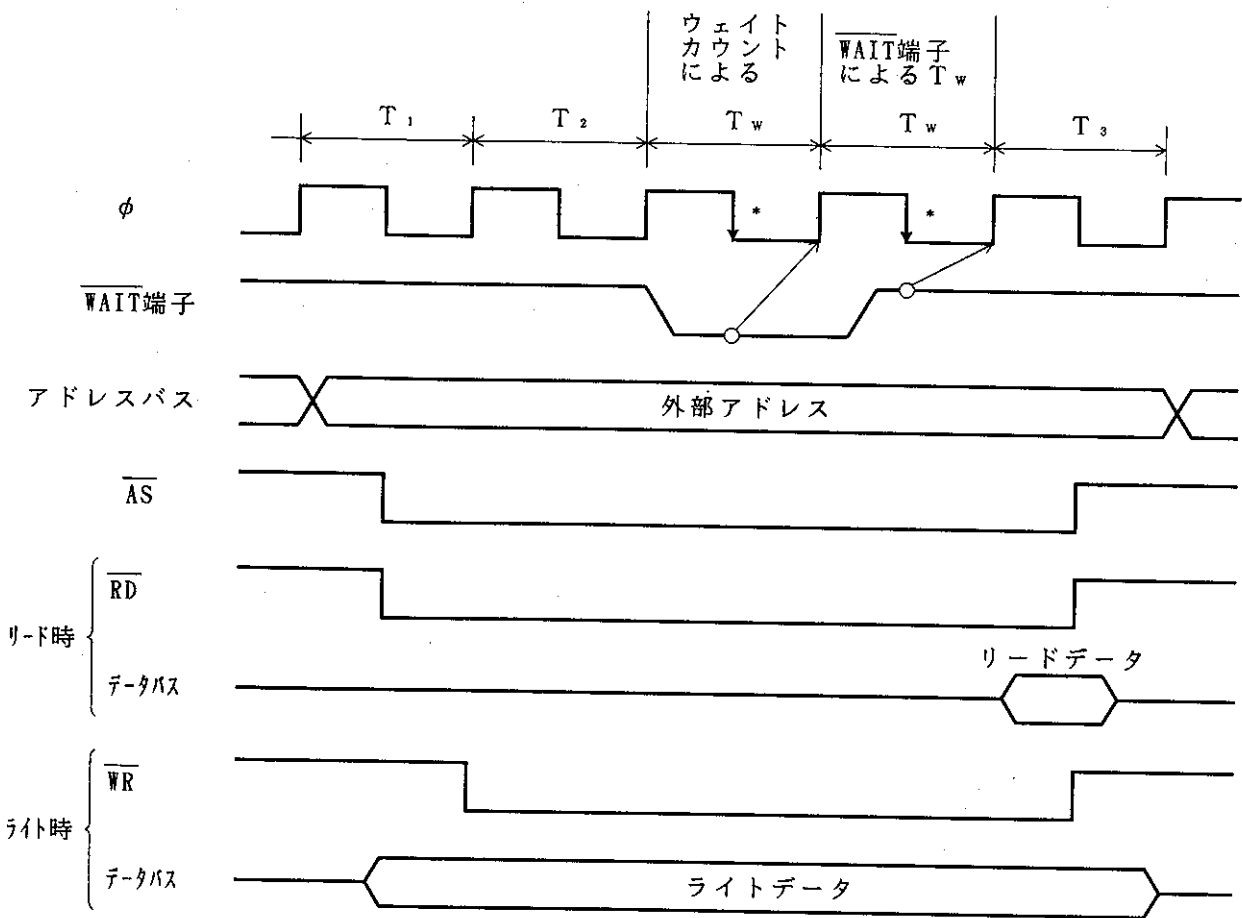 ウェイト
カウント
による
WAIT端子
によるTw
T1
T2
Tw
Tw
T3
φ
*
*
WAIT端子
アドレスバス
外部アドレス
AS
リード時
RD
データバス
リードデータ
ライト時
WR
データバス
ライトデータ